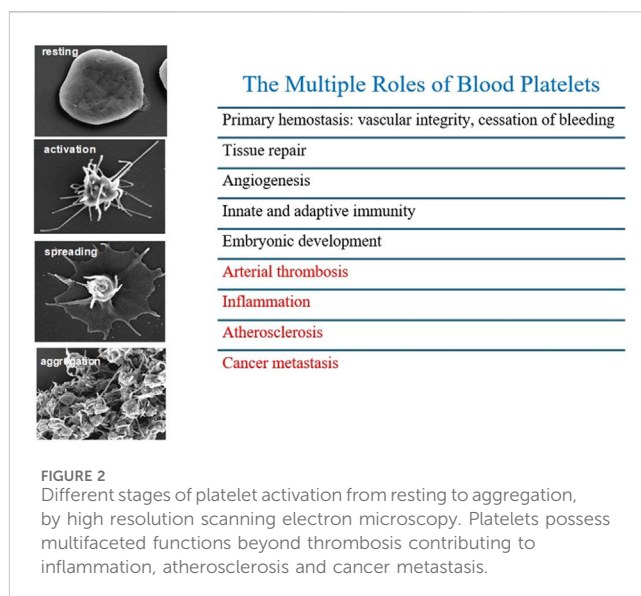 resting
activation
spreading
aggregation
The Multiple Roles of Blood Platelets
Primary hemostasis: vascular integrity, cessation of bleeding
Tissue repair
Angiogenesis
Innate and adaptive immunity
Embryonic development
Arterial thrombosis
Inflammation
Atherosclerosis
Cancer metastasis
FIGURE 2
Different stages of platelet activation from resting to aggregation,
by high resolution scanning electron microscopy. Platelets possess
multifaceted functions beyond thrombosis contributing to
inflammation, atherosclerosis and cancer metastasis.